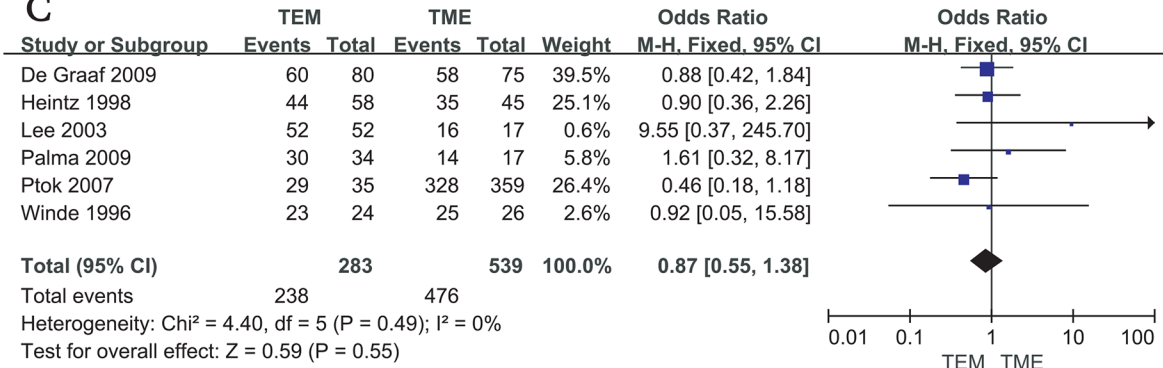 C
TEM TME Odds Ratio Odds Ratio
Study or Subgroup Events Total Events Total Weight M-H, Fixed, 95% CI M-H, Fixed, 95% CI
De Graaf 2009 60 80 58 75 39.5% 0.88 [0.42, 1.84]
Heintz 1998 44 58 35 45 25.1% 0.90 [0.36, 2.26]
Lee 2003 52 52 16 17 0.6% 9.55 [0.37, 245.70]
Palma 2009 30 34 14 17 5.8% 1.61 [0.32, 8.17]
Ptok 2007 29 35 328 359 26.4% 0.46 [0.18, 1.18]
Winde 1996 23 24 25 26 2.6% 0.92 [0.05, 15.58]
Total (95% CI) 283 539 100.0% 0.87 [0.55, 1.38]
Total events 238 476
Heterogeneity: Chi² = 4.40, df = 5 (P = 0.49); I² = 0%
Test for overall effect: Z = 0.59 (P = 0.55)
0.01 0.1 1 10 100
TEM TME